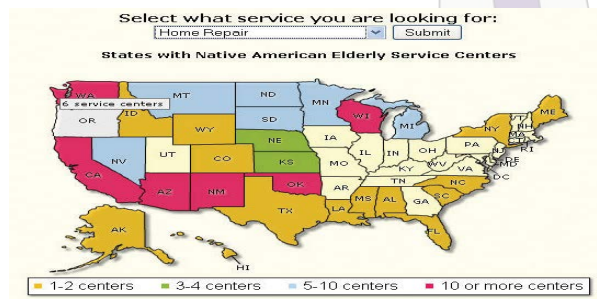 Select what service you are looking for:
Home Repair Submit
States with Native American Elderly Service Centers
WA MT ND MN ME
6 service centers
OR ID WY SD WI MI NY NH
MA
RI
NV UT CO NE IA IL IN OH PA NJ
DE
MD
DC
CA KS MO KY WV VA
AZ NM OK AR TN NC
SC
TX LA MS AL GA
FL
AK
HI
1-2 centers 3-4 centers 5-10 centers 10 or more centers